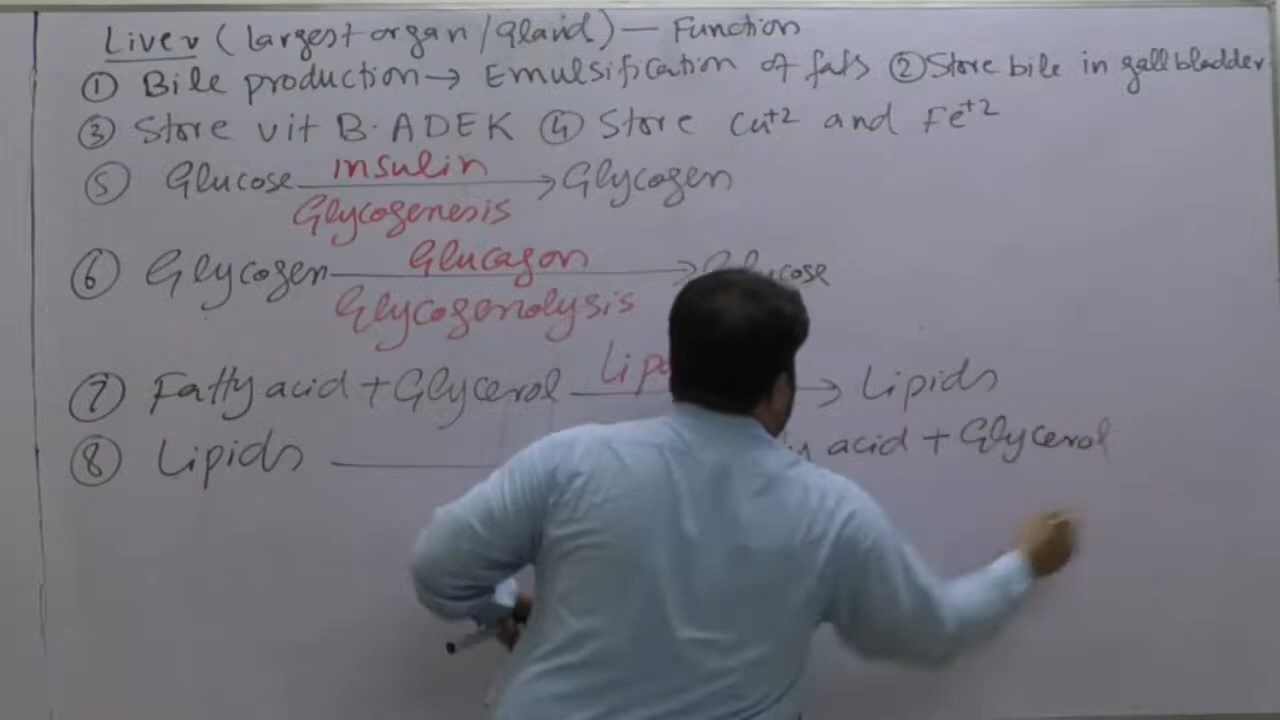 Liver (largest organ/Gland) — Function
① Bile production → Emulsification of fats ② Store bile in gall bladder
③ Store vit B. ADEK ④ Store Cu+2 and Fe+2
⑤ Glucose insulin → Glycogen
Glycogenesis
⑥ Glycogen Glucagon → Glucose
Glycogenolysis
⑦ Fatty acid + Glycerol → Lipids
⑧ Lipids acid + Glycerol